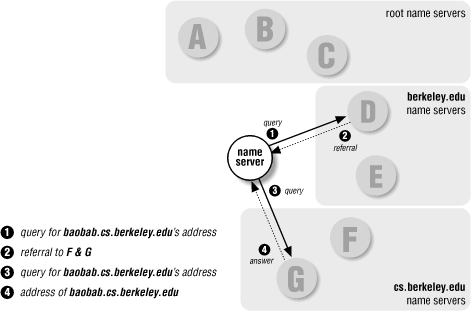 root name servers
A
B
C
berkeley.edu
name servers
D
query
1
2
referral
name
server
E
3 query
1 query for baobab.cs.berkeley.edu's address
F
2 referral to F & G
4
answer
3 query for baobab.cs.berkeley.edu's address
G
4 address of baobab.cs.berkeley.edu
cs.berkeley.edu
name servers